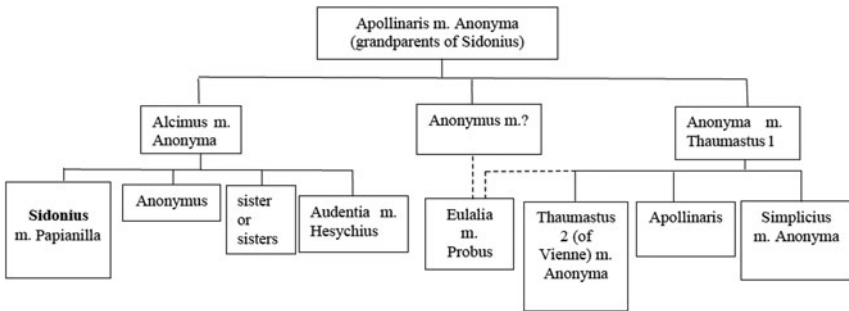 Apollinaris m. Anonyma
(grandparents of Sidonius)
Alcimus m.
Anonyma
Anonymus m.?
Anonyma m.
Thaumastus 1
Sidonius
m. Papianilla
Anonymus
sister
or
sisters
Audentia m.
Hesychius
Eulalia
m.
Probus
Thaumastus
2 (of
Vienne) m.
Anonyma
Apollinaris
Simplicius
m. Anonyma